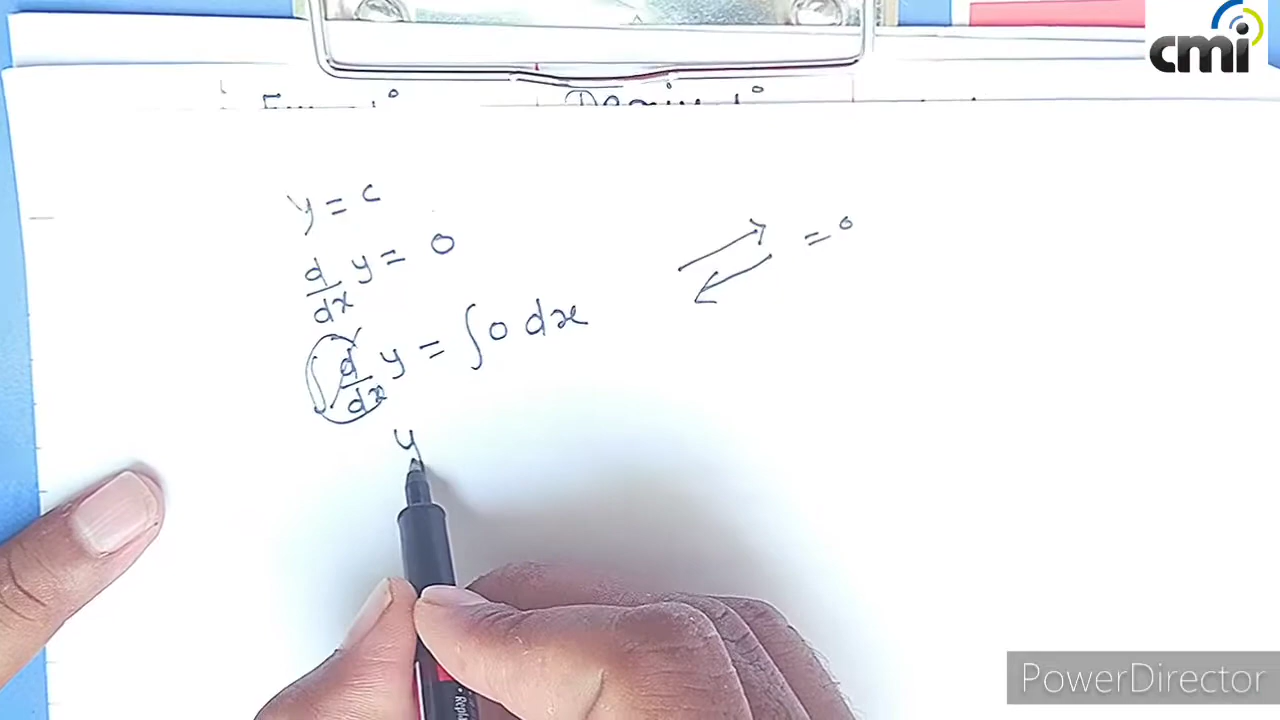 cmi
y = c
d/dx y = 0
= 0
∫ d/dx y = ∫ 0 dx
y
PowerDirector